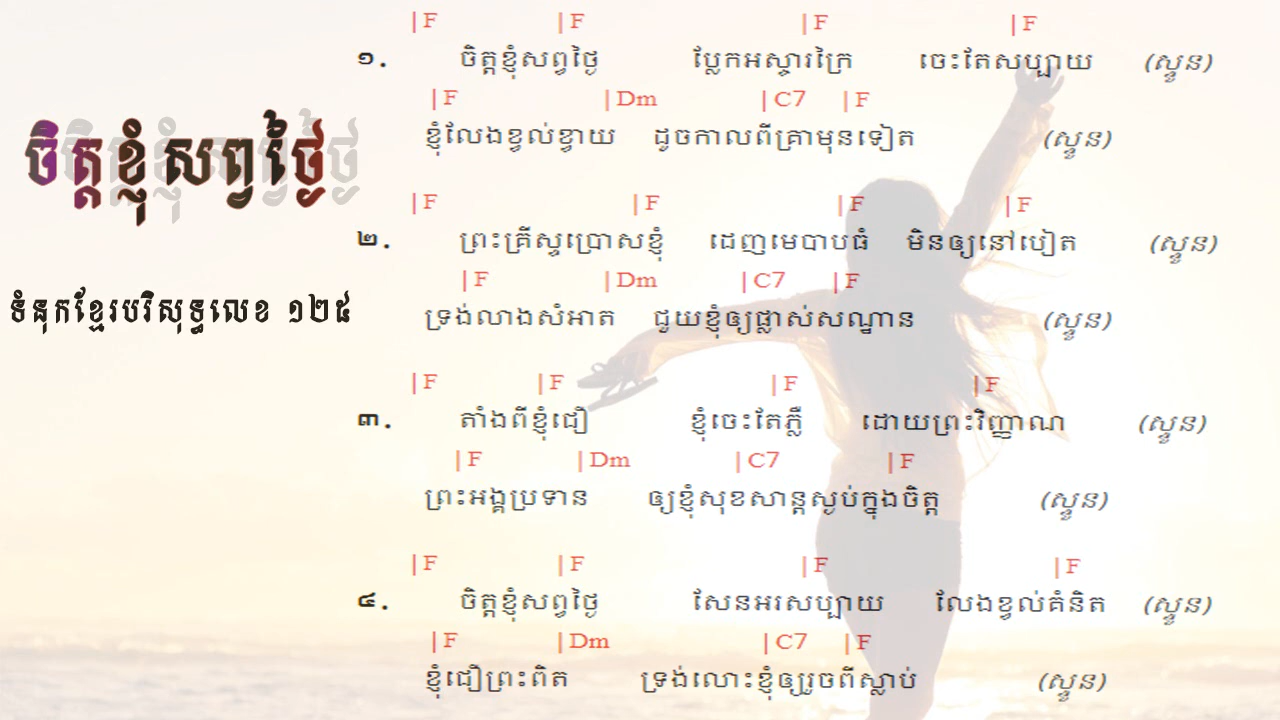 ចិត្តខ្ញុំសព្វថ្ងៃ
ទំនុកខ្មែរបរិសុទ្ធលេខ ១២៥
|F |F |F |F
១. ចិត្តខ្ញុំសព្វថ្ងៃ ប្លែកអស្ចារក្រៃ ចេះតែសប្បាយ (ស្ទួន)
|F |Dm |C7 |F
ខ្ញុំលែងខ្វល់ខ្វាយ ដូចកាលពីគ្រាមុនទៀត (ស្ទួន)
|F |F |F |F
២. ព្រះគ្រីស្ទប្រោសខ្ញុំ ដេញមេបាបធំ មិនឲ្យនៅបៀត (ស្ទួន)
|F |Dm |C7 |F
ទ្រង់លាងសំអាត ជួយខ្ញុំឲ្យផ្លាស់សណ្ឋាន (ស្ទួន)
|F |F |F |F
៣. តាំងពីខ្ញុំជឿ ខ្ញុំចេះតែភ្លឺ ដោយព្រះវិញ្ញាណ (ស្ទួន)
|F |Dm |C7 |F
ព្រះអង្គប្រទាន ឲ្យខ្ញុំសុខសាន្តស្ងប់ក្នុងចិត្ត (ស្ទួន)
|F |F |F |F
៤. ចិត្តខ្ញុំសព្វថ្ងៃ សែនអរសប្បាយ លែងខ្វល់គំនិត (ស្ទួន)
|F |Dm |C7 |F
ខ្ញុំជឿព្រះពិត ទ្រង់លោះខ្ញុំឲ្យរួចពីស្លាប់ (ស្ទួន)